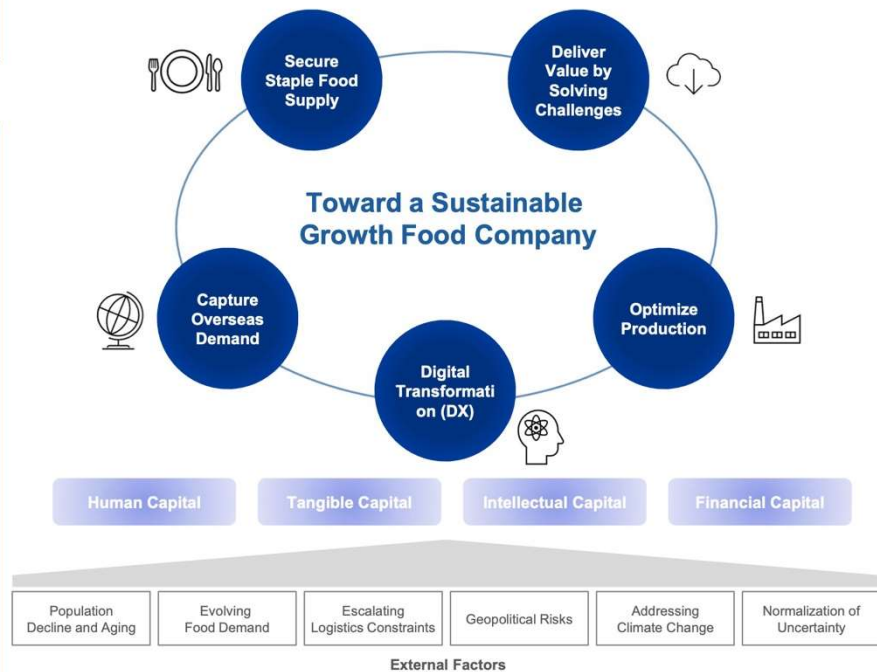 Secure
Staple Food
Supply
Deliver
Value by
Solving
Challenges
Toward a Sustainable
Growth Food Company
Capture
Overseas
Demand
Optimize
Production
Digital
Transformati
on (DX)
Human Capital
Tangible Capital
Intellectual Capital
Financial Capital
Population
Decline and Aging
Evolving
Food Demand
Escalating
Logistics Constraints
Geopolitical Risks
Addressing
Climate Change
Normalization of
Uncertainty
External Factors